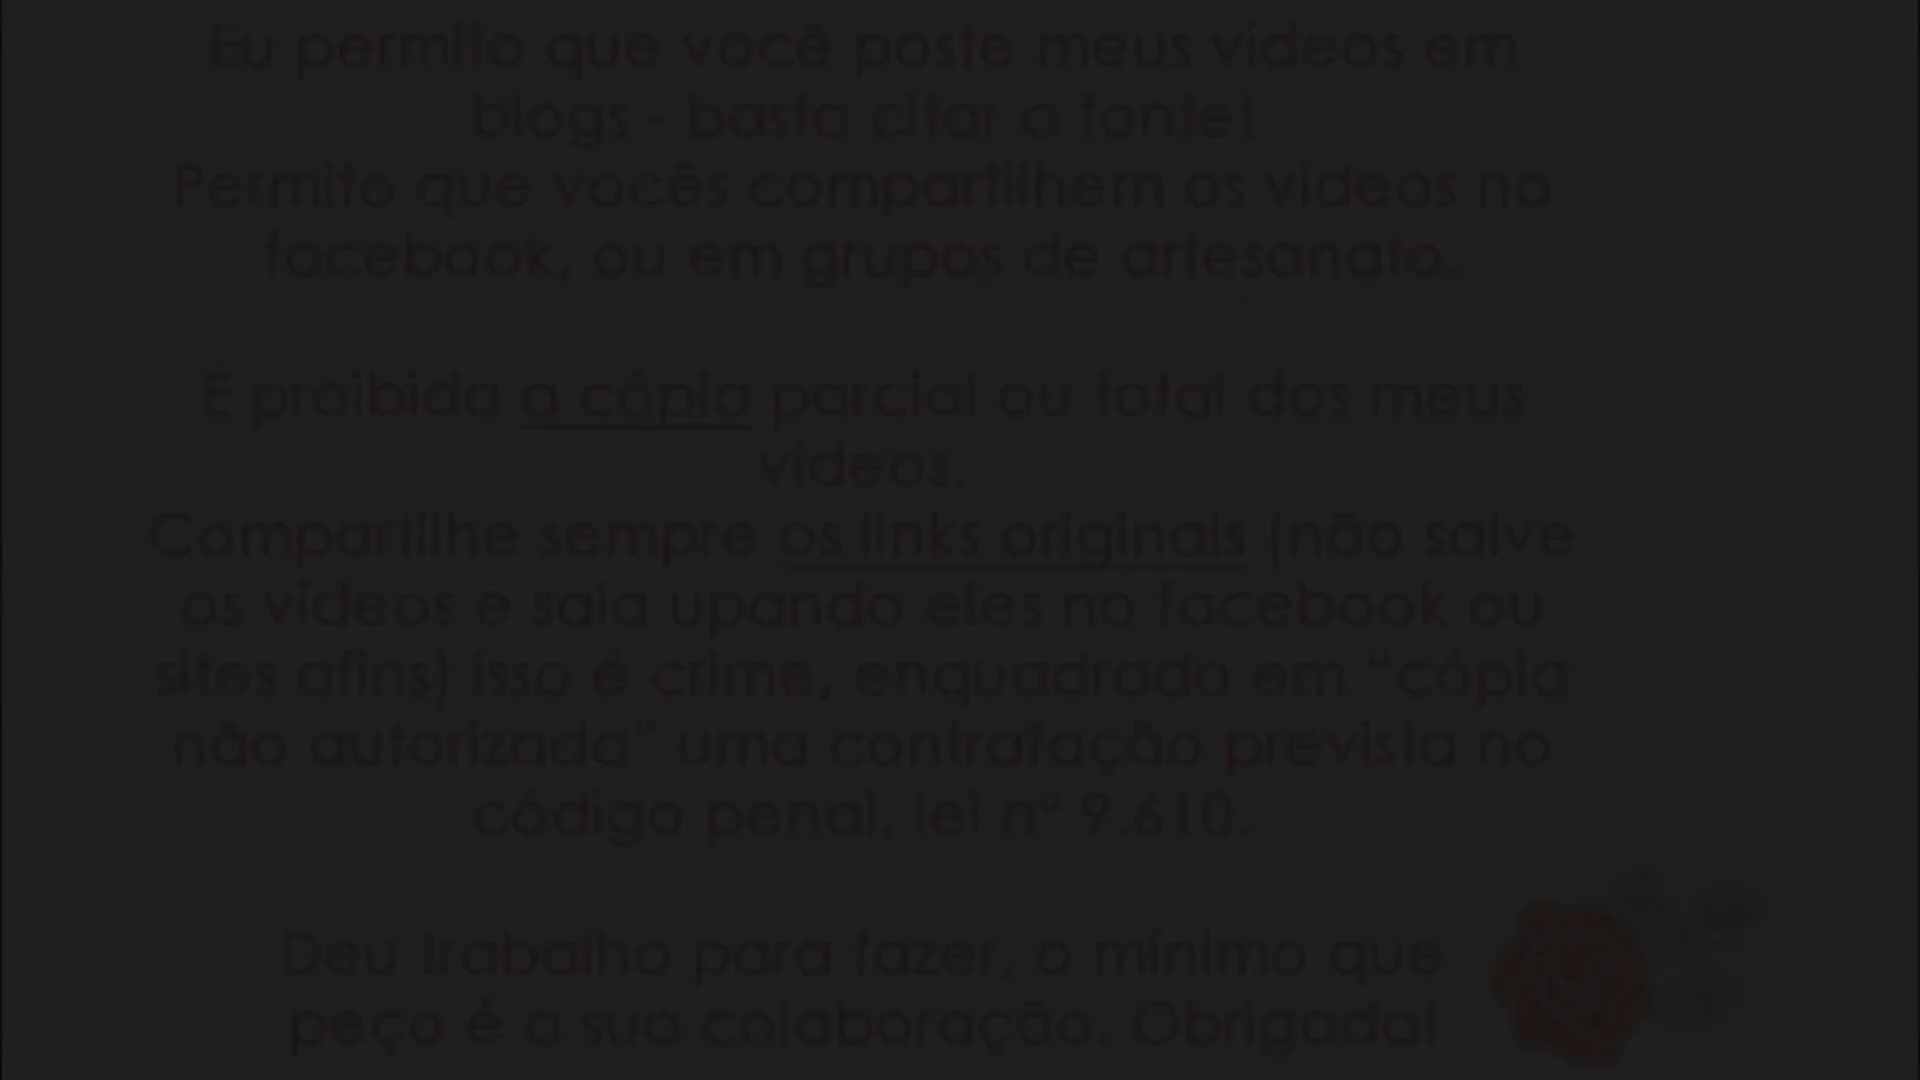 Eu permito que você poste meus vídeos em
blogs - basta citar a fonte!
Permito que vocês compartilhem os vídeos no
facebook, ou em grupos de artesanato.
É proibida a cópia parcial ou total dos meus
vídeos.
Compartilhe sempre os links originais (não salve
os vídeos e saia upando eles no facebook ou
sites afins) isso é crime, enquadrado em "cópia
não autorizada" uma contratação prevista no
código penal, lei nº 9.610.
Deu trabalho para fazer, o mínimo que
peço é a sua colaboração. Obrigada!